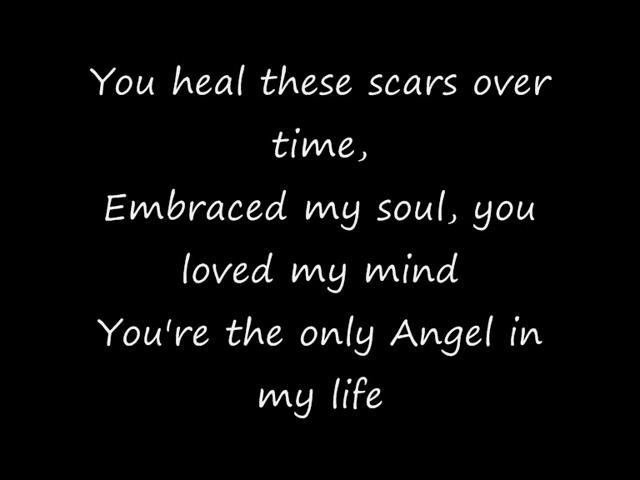 You heal these scars over
time,
Embraced my soul, you
loved my mind
You're the only Angel in
my life